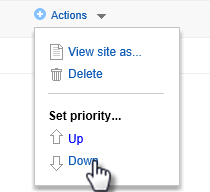 Actions
View site as...
Delete
Set priority...
Up
Down